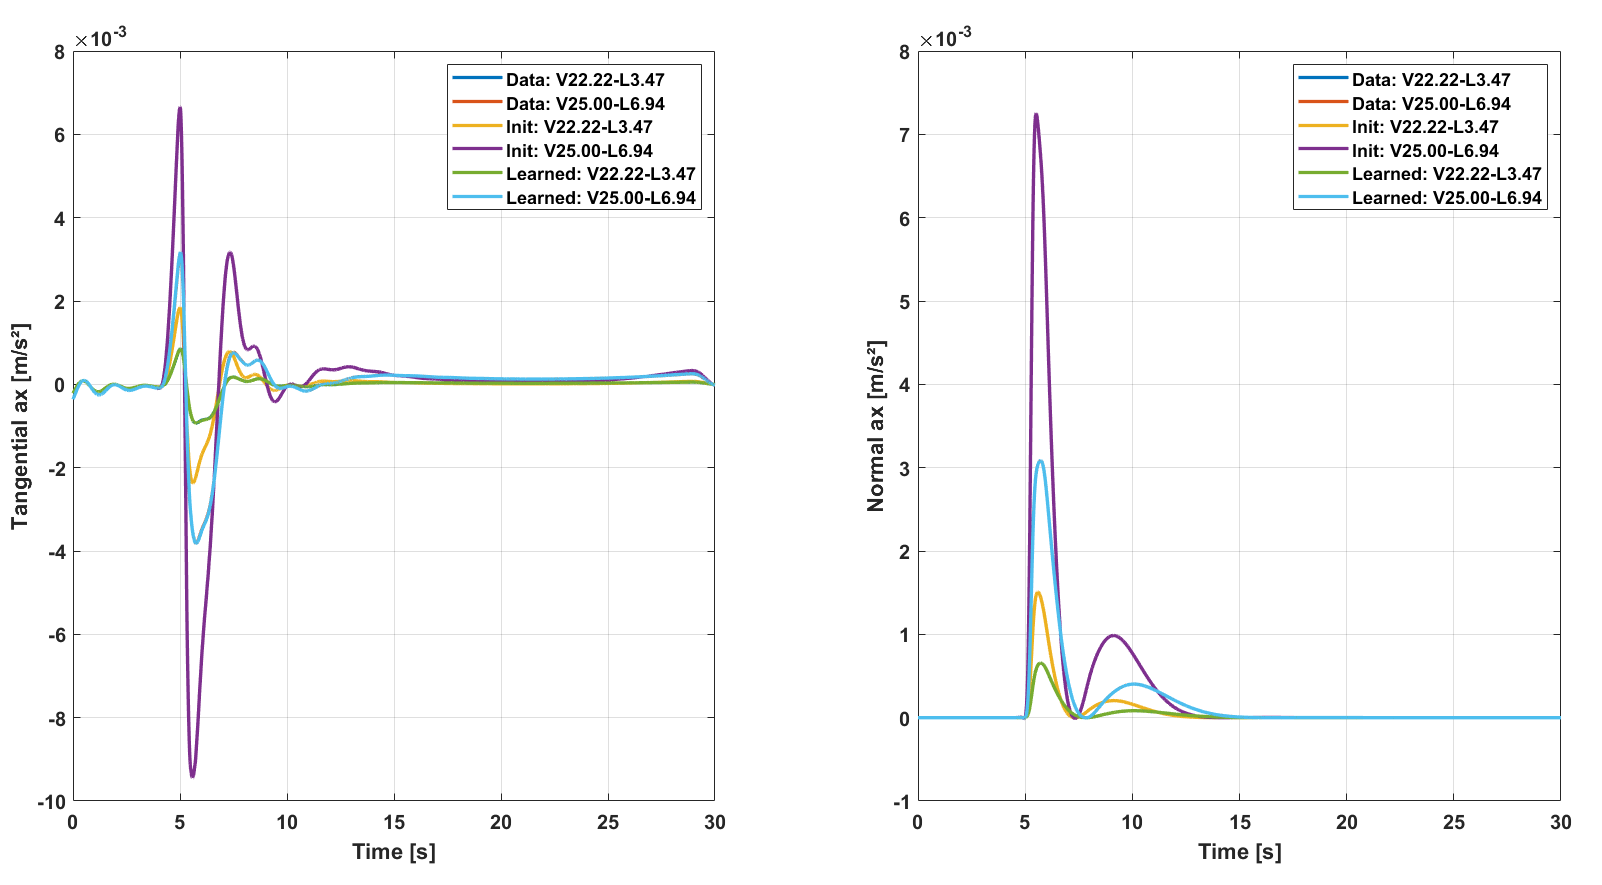 ×10-3
8
6
4
2
0
-2
-4
-6
-8
-10
0 5 10 15 20 25 30
Time [s]
Tangential ax [m/s²]
Data: V22.22-L3.47
Data: V25.00-L6.94
Init: V22.22-L3.47
Init: V25.00-L6.94
Learned: V22.22-L3.47
Learned: V25.00-L6.94
×10-3
8
7
6
5
4
3
2
1
0
-1
0 5 10 15 20 25 30
Time [s]
Normal ax [m/s²]
Data: V22.22-L3.47
Data: V25.00-L6.94
Init: V22.22-L3.47
Init: V25.00-L6.94
Learned: V22.22-L3.47
Learned: V25.00-L6.94